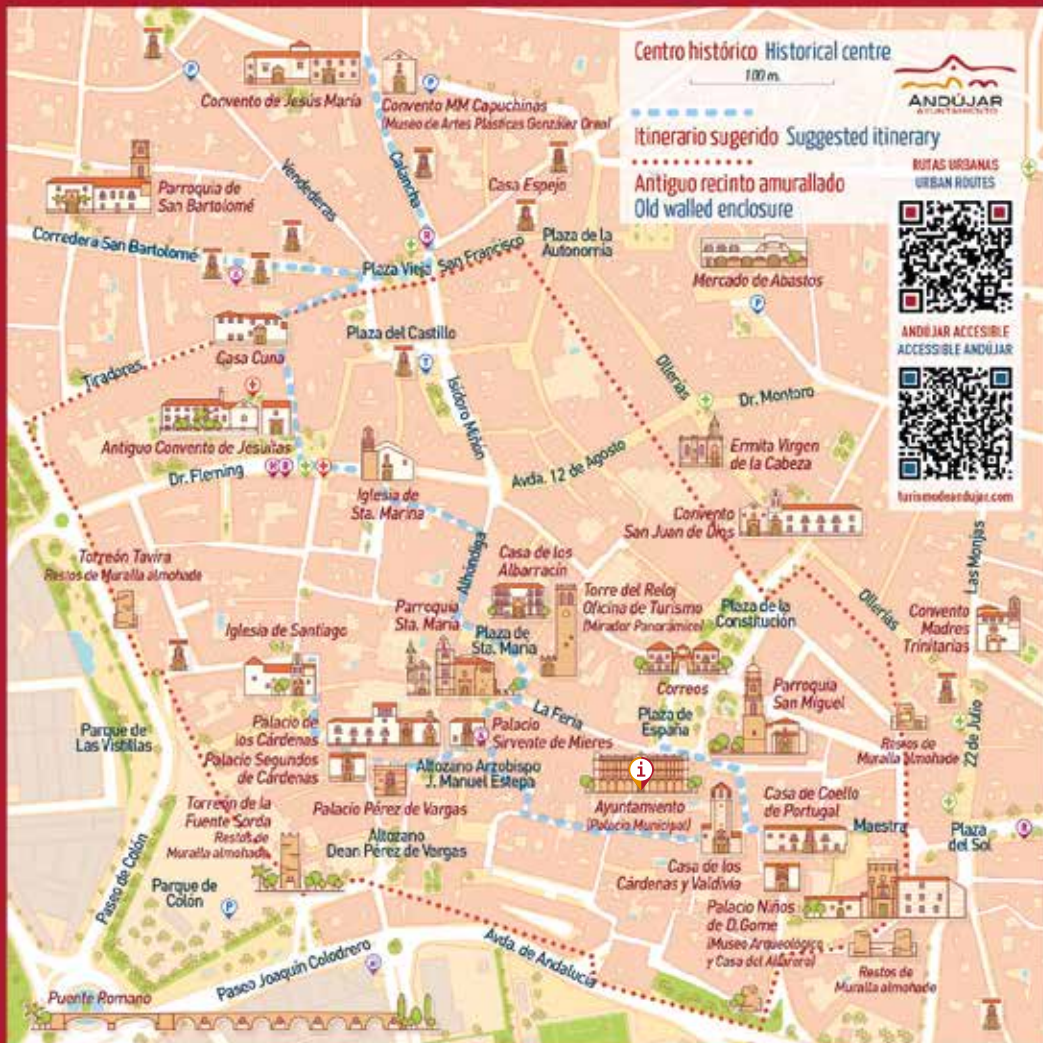 Centro histórico Historical centre
100 m.
Itinerario sugerido Suggested itinerary
Antiguo recinto amurallado
Old walled enclosure
ANDÚJAR
AYUNTAMIENTO
RUTAS URBANAS
URBAN ROUTES
ANDÚJAR ACCESIBLE
ACCESSIBLE ANDÚJAR
turismodeandujar.com
P
Convento de Jesús María
Convento MM Capuchinas
(Museo de Artes Plásticas González Orea)
P
Calancha
Vendederas
Casa Espejo
Parroquia de
San Bartolomé
Corredera San Bartolomé
Plaza Vieja
San Francisco
Plaza de la
Autonomía
Mercado de Abastos
P
Casa Cuna
Plaza del Castillo
T
Tiradores
Isidoro Miñón
Ollerías
Dr. Montoro
Antiguo Convento de Jesuitas
Dr. Fleming
Iglesia de
Sta. Marina
Avda. 12 de Agosto
Ermita Virgen
de la Cabeza
Convento
San Juan de Dios
Torreón Tavira
Restos de Muralla almohade
Alhóndiga
Casa de los
Albarracín
Torre del Reloj
Oficina de Turismo
(Mirador Panorámico)
Plaza de la
Constitución
Ollerías
Las Monjas
Convento
Madres
Trinitarias
Iglesia de Santiago
Parroquia
Sta. María
Plaza de
Sta. María
Correos
Parroquia
San Miguel
La Feria
Plaza de
España
Restos de
Muralla almohade
22 de Julio
Parque de
Las Vistillas
Palacio de
los Cárdenas
Palacio Segundos
de Cárdenas
Palacio
Sirvente de Mieres
Altozano Arzobispo
J. Manuel Estepa
Palacio Pérez de Vargas
i
Ayuntamiento
(Palacio Municipal)
Casa de Coello
de Portugal
Maestra
Plaza
del Sol
Torreón de la
Fuente Sorda
Restos de
Muralla almohade
Altozano
Dean Pérez de Vargas
Casa de los
Cárdenas y Valdivia
Palacio Niños
de D.Gome
(Museo Arqueológico
y Casa del Alfarero)
Restos de
Muralla almohade
Paseo de Colón
Parque de
Colón
P
Avda. de Andalucía
Paseo Joaquín Colodrero
Puente Romano